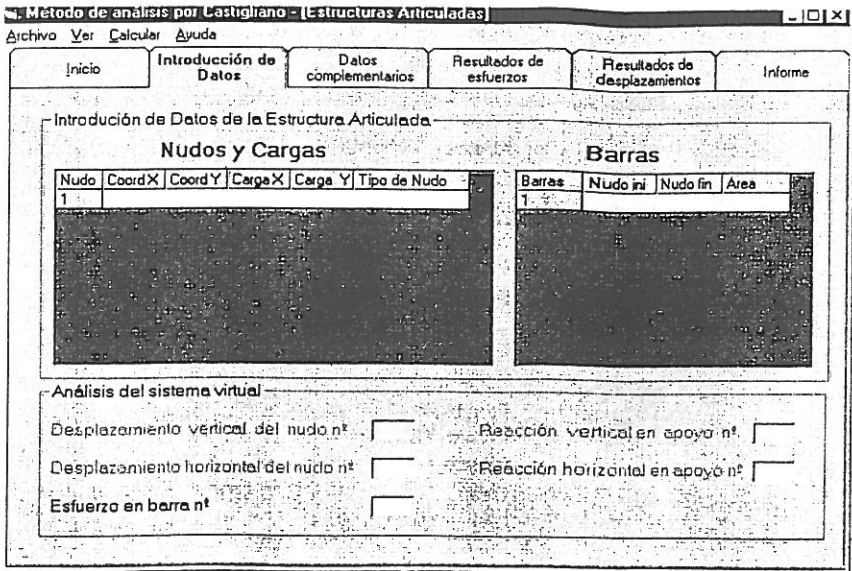 Método de análisis por Castigliano - [Estructuras Articuladas]
Archivo Ver Calcular Ayuda
Inicio
Introducción de
Datos
Datos
complementarios
Resultados de
esfuerzos
Resultados de
desplazamientos
Informe
Introdución de Datos de la Estructura Articulada
Nudos y Cargas
Nudo CoordX Coord Y CargaX Carga Y Tipo de Nudo
1
Barras
Barras Nudo ini Nudo fin Area
1
Análisis del sistema virtual
Desplazamiento vertical del nudo nº
Reacción vertical en apoyo nº
Desplazamiento horizontal del nudo nº
Reacción horizontal en apoyo nº
Esfuerzo en barra nº